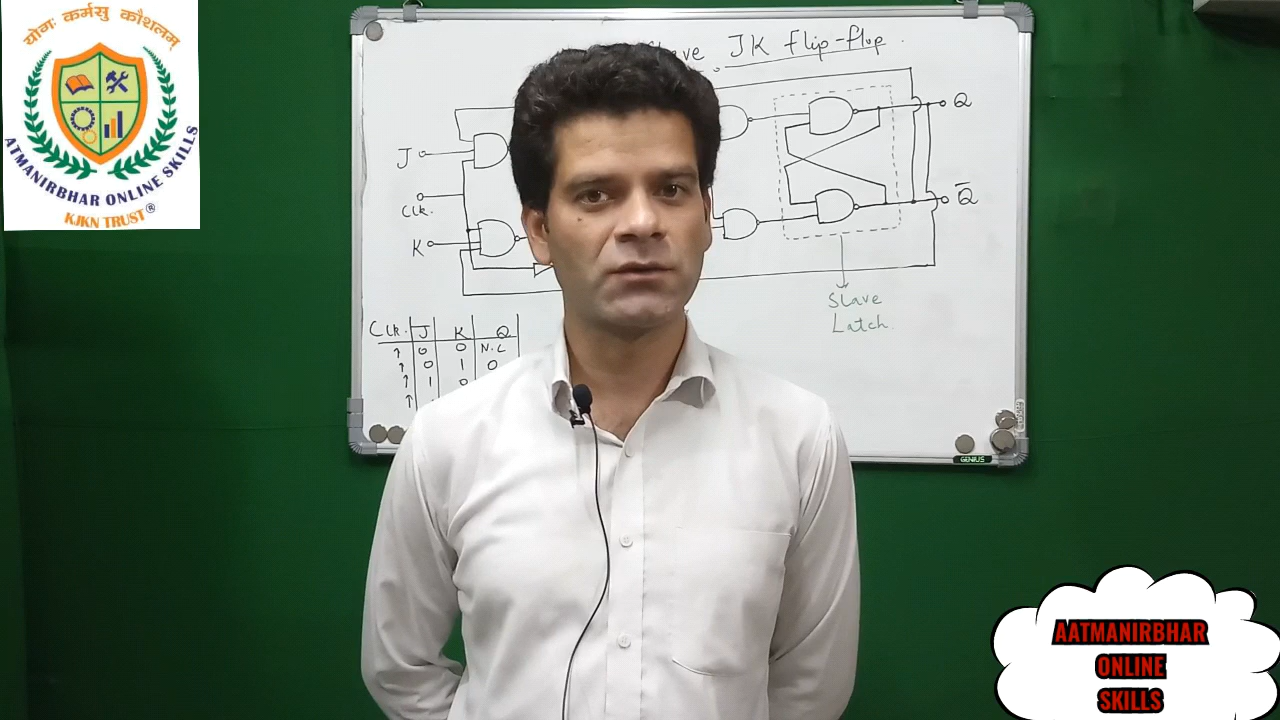 योगः कर्मसु कौशलम्
ATMANIRBHAR ONLINE SKILLS
KJKN TRUST®
Slave JK flip-flop.
J
Clk.
K
Q
Q̅
Slave
Latch.
Clk. J K Q
↑ 0 0 N.C
↑ 0 1 0
↑ 1 0
↑
GENIUS
AATMANIRBHAR
ONLINE
SKILLS